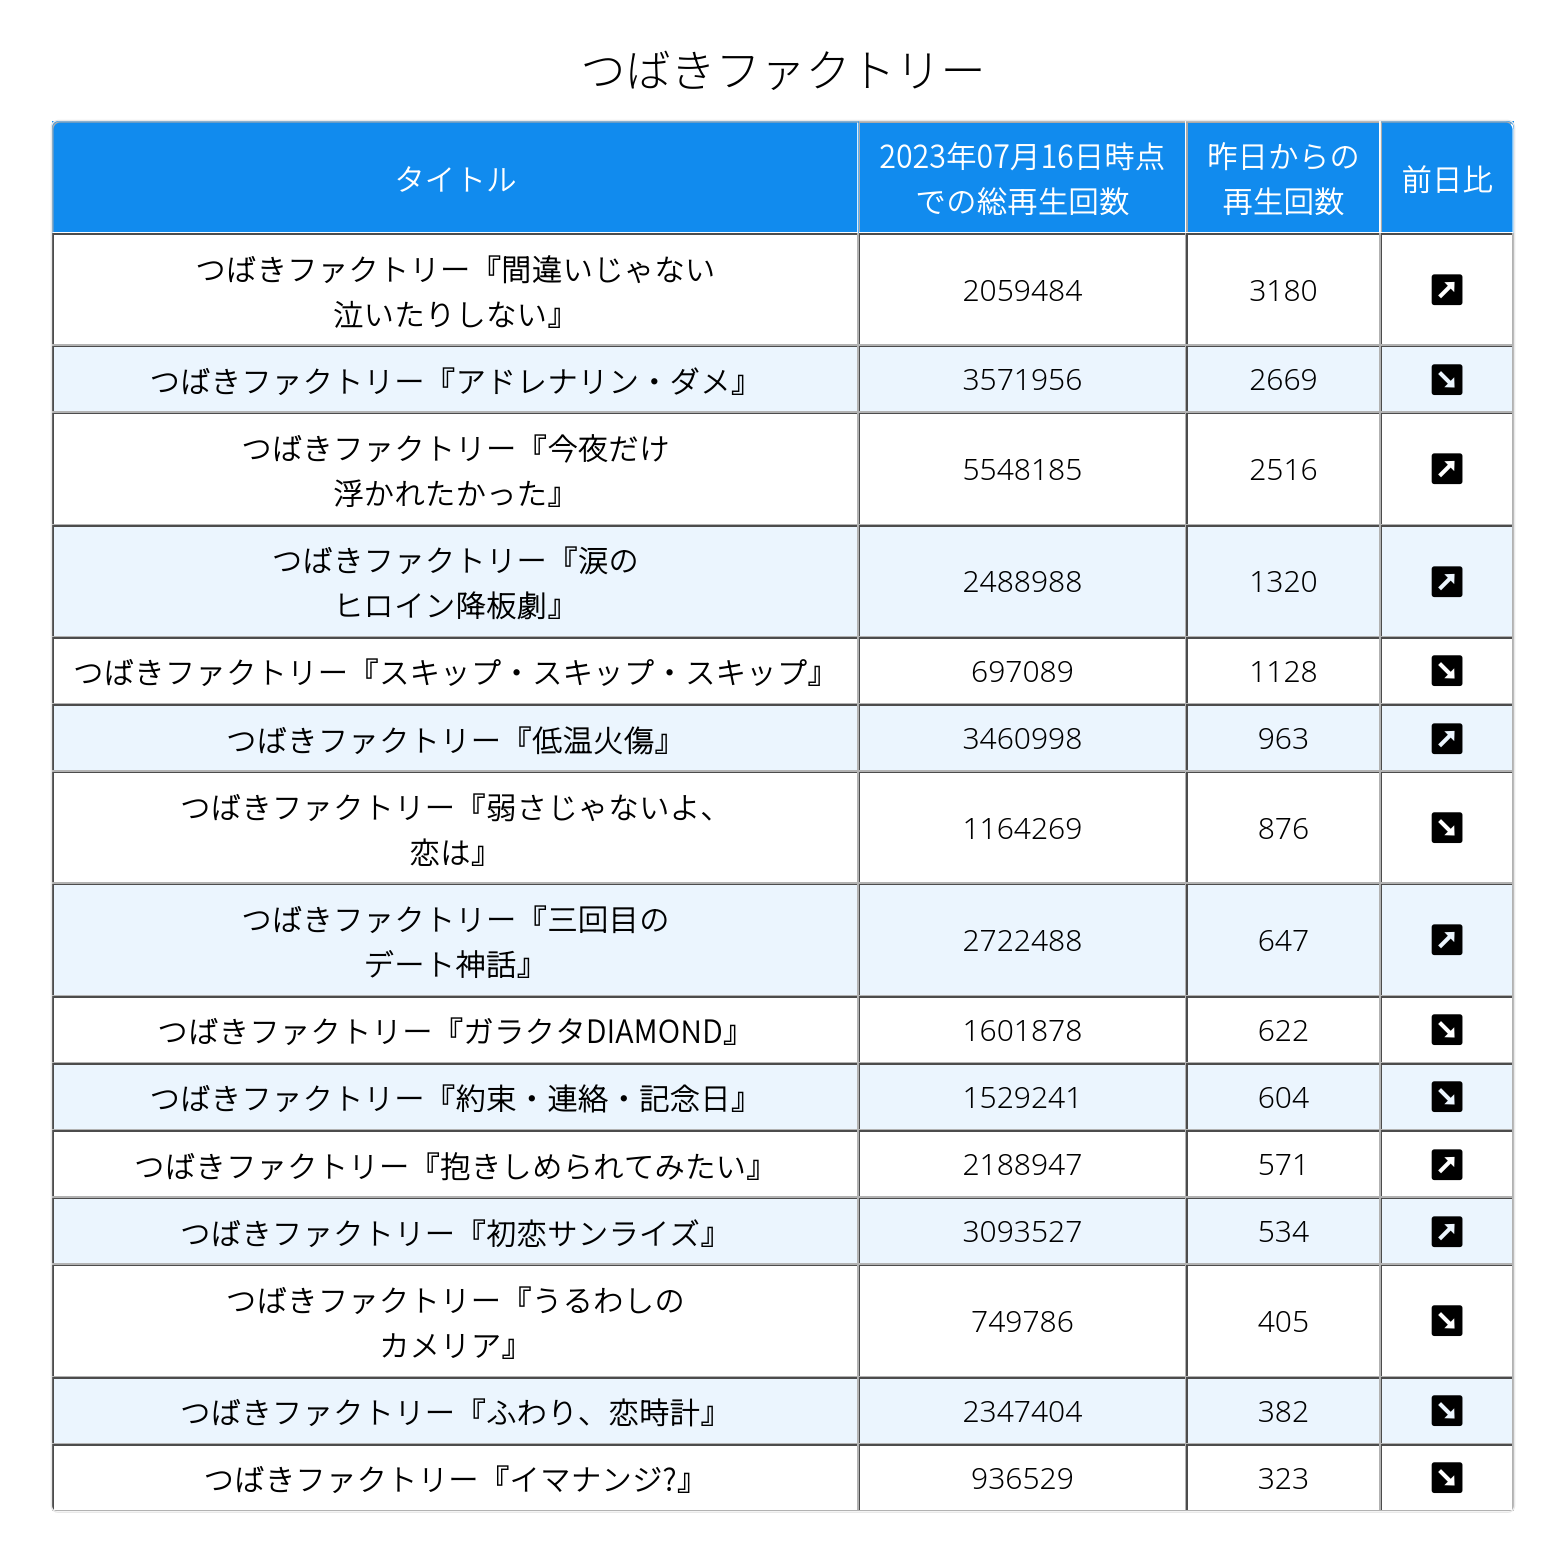 つばきファクトリー
タイトル
2023年07月16日時点
での総再生回数
昨日からの
再生回数
前日比
つばきファクトリー『間違いじゃない
泣いたりしない』
2059484
3180
つばきファクトリー『アドレナリン・ダメ』
3571956
2669
つばきファクトリー『今夜だけ
浮かれたかった』
5548185
2516
つばきファクトリー『涙の
ヒロイン降板劇』
2488988
1320
つばきファクトリー『スキップ・スキップ・スキップ』
697089
1128
つばきファクトリー『低温火傷』
3460998
963
つばきファクトリー『弱さじゃないよ、
恋は』
1164269
876
つばきファクトリー『三回目の
デート神話』
2722488
647
つばきファクトリー『ガラクタDIAMOND』
1601878
622
つばきファクトリー『約束・連絡・記念日』
1529241
604
つばきファクトリー『抱きしめられてみたい』
2188947
571
つばきファクトリー『初恋サンライズ』
3093527
534
つばきファクトリー『うるわしの
カメリア』
749786
405
つばきファクトリー『ふわり、恋時計』
2347404
382
つばきファクトリー『イマナンジ?』
936529
323